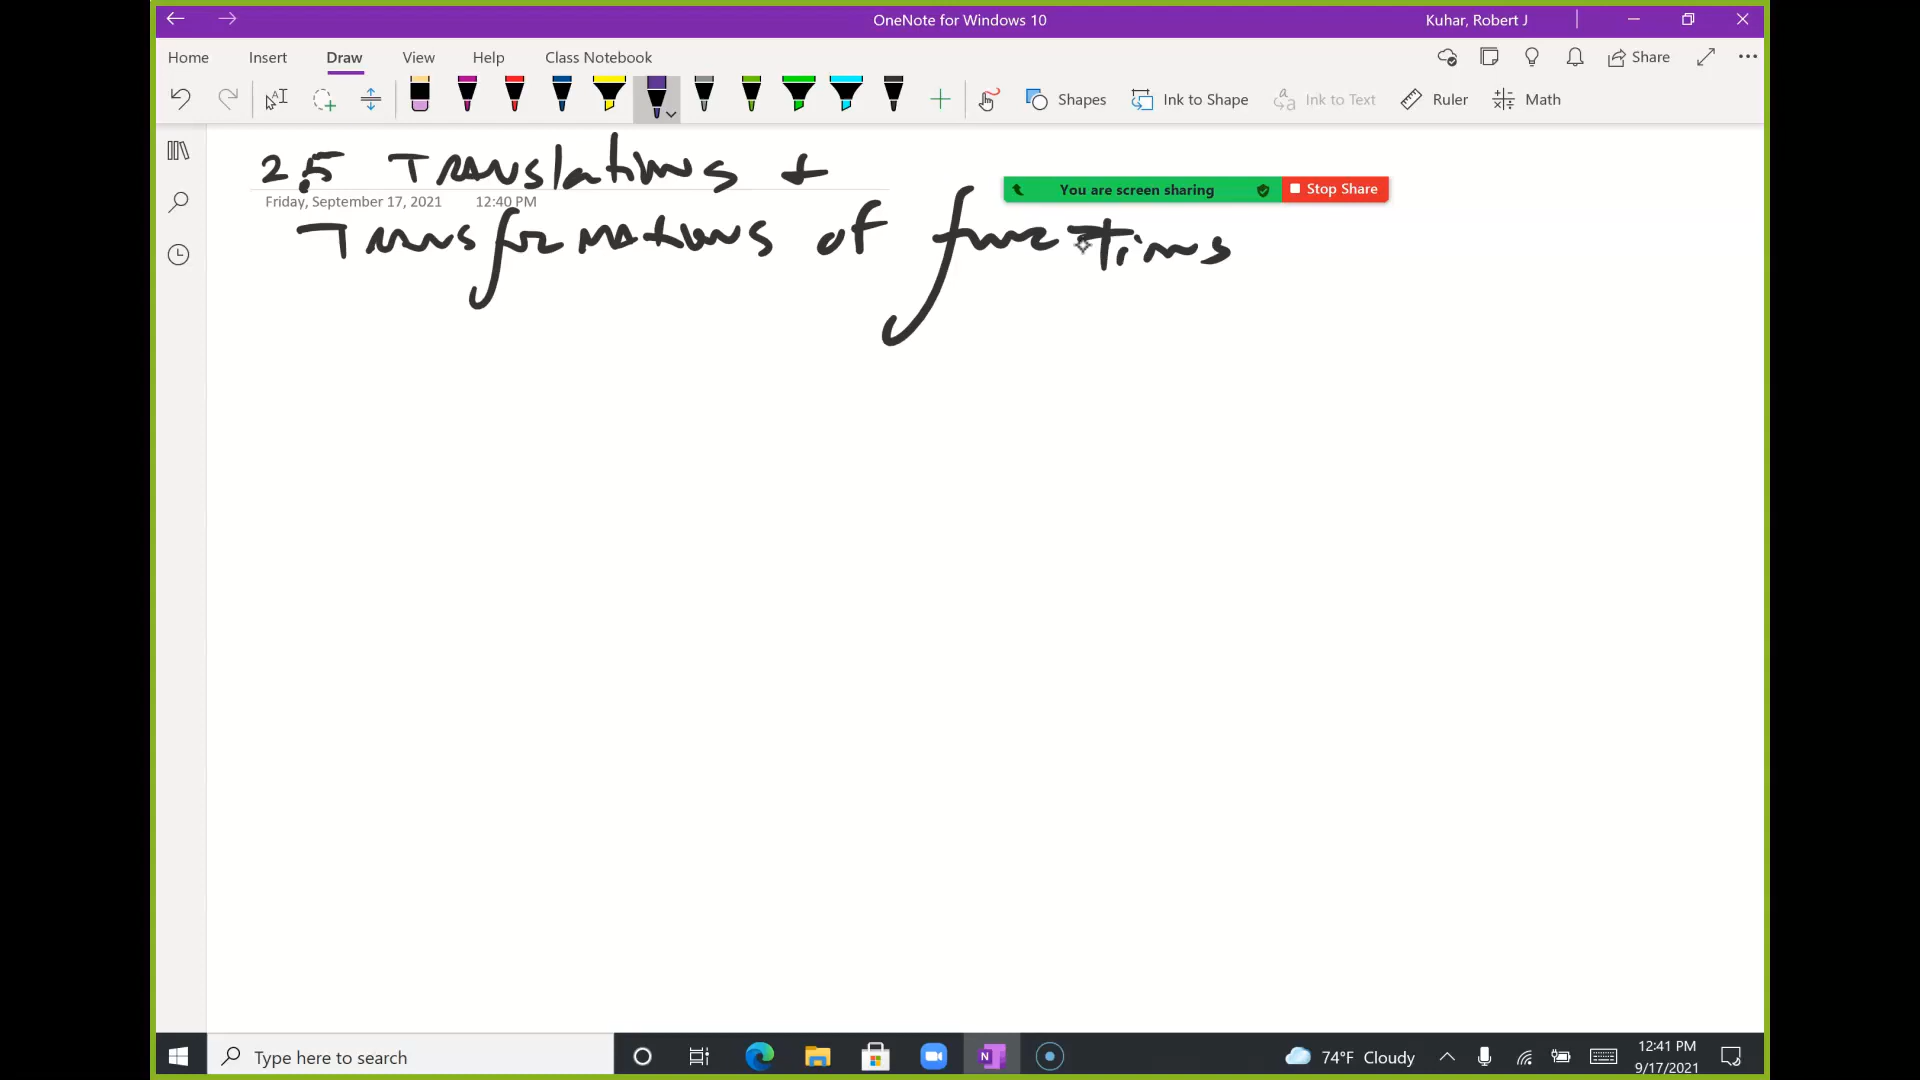 OneNote for Windows 10
Kuhar, Robert J
Home Insert Draw View Help Class Notebook
Share
Shapes Ink to Shape Ink to Text Ruler Math
2.5 Translations +
You are screen sharing Stop Share
Friday, September 17, 2021 12:40 PM
Transformations of functions
Type here to search
74°F Cloudy
12:41 PM
9/17/2021